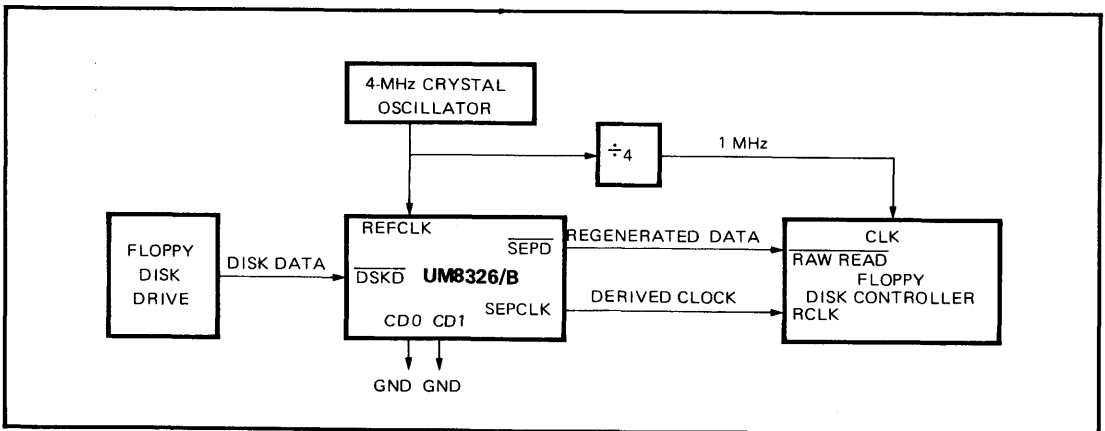 4-MHz CRYSTAL
OSCILLATOR
÷4
1 MHz
FLOPPY
DISK
DRIVE
DISK DATA
REFCLK
DSKD
UM8326/B
SEPD
SEPCLK
CD0 CD1
GND GND
REGENERATED DATA
DERIVED CLOCK
CLK
RAW READ
FLOPPY
DISK CONTROLLER
RCLK